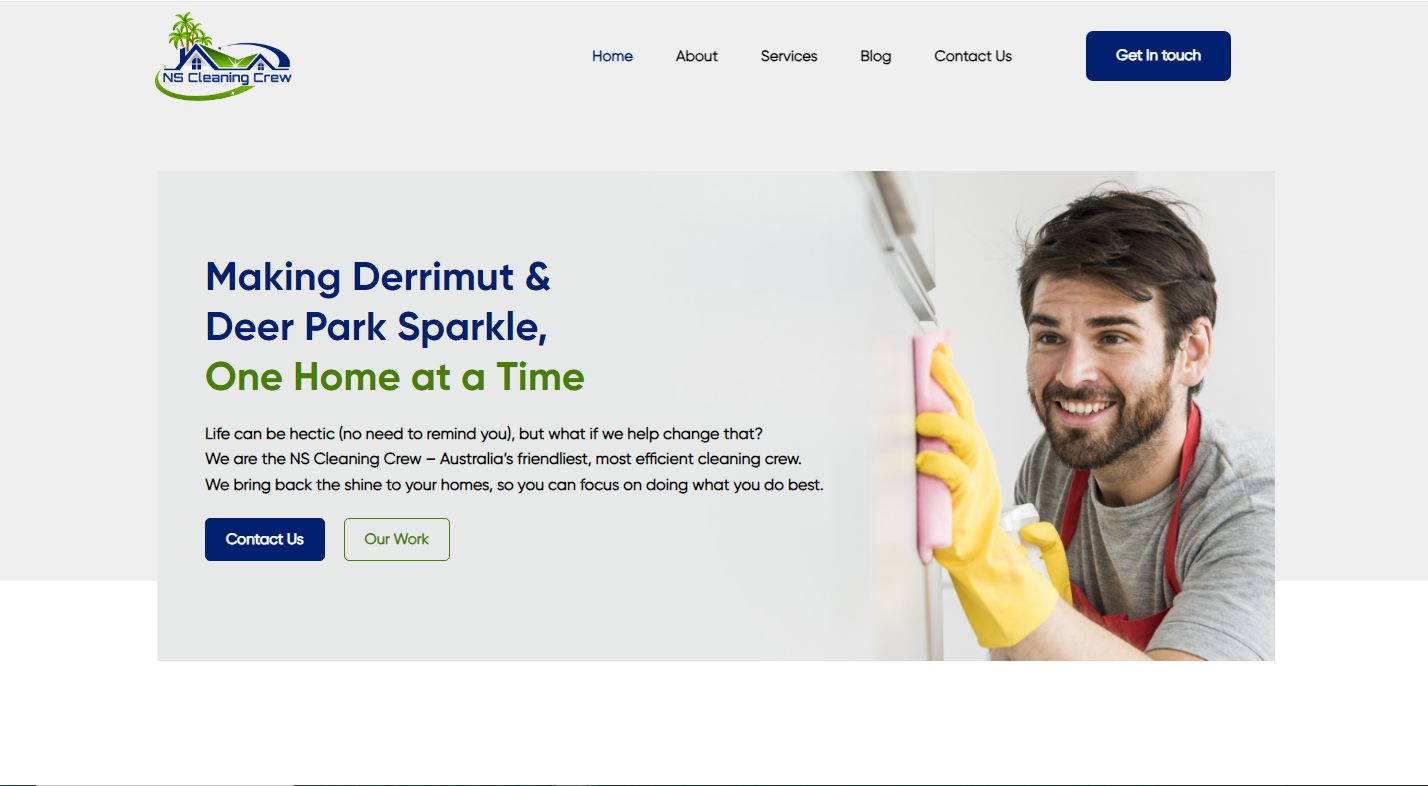 NS Cleaning Crew
Home About Services Blog Contact Us Get In touch
Making Derrimut &
Deer Park Sparkle,
One Home at a Time
Life can be hectic (no need to remind you), but what if we help change that?
We are the NS Cleaning Crew – Australia’s friendliest, most efficient cleaning crew.
We bring back the shine to your homes, so you can focus on doing what you do best.
Contact Us Our Work